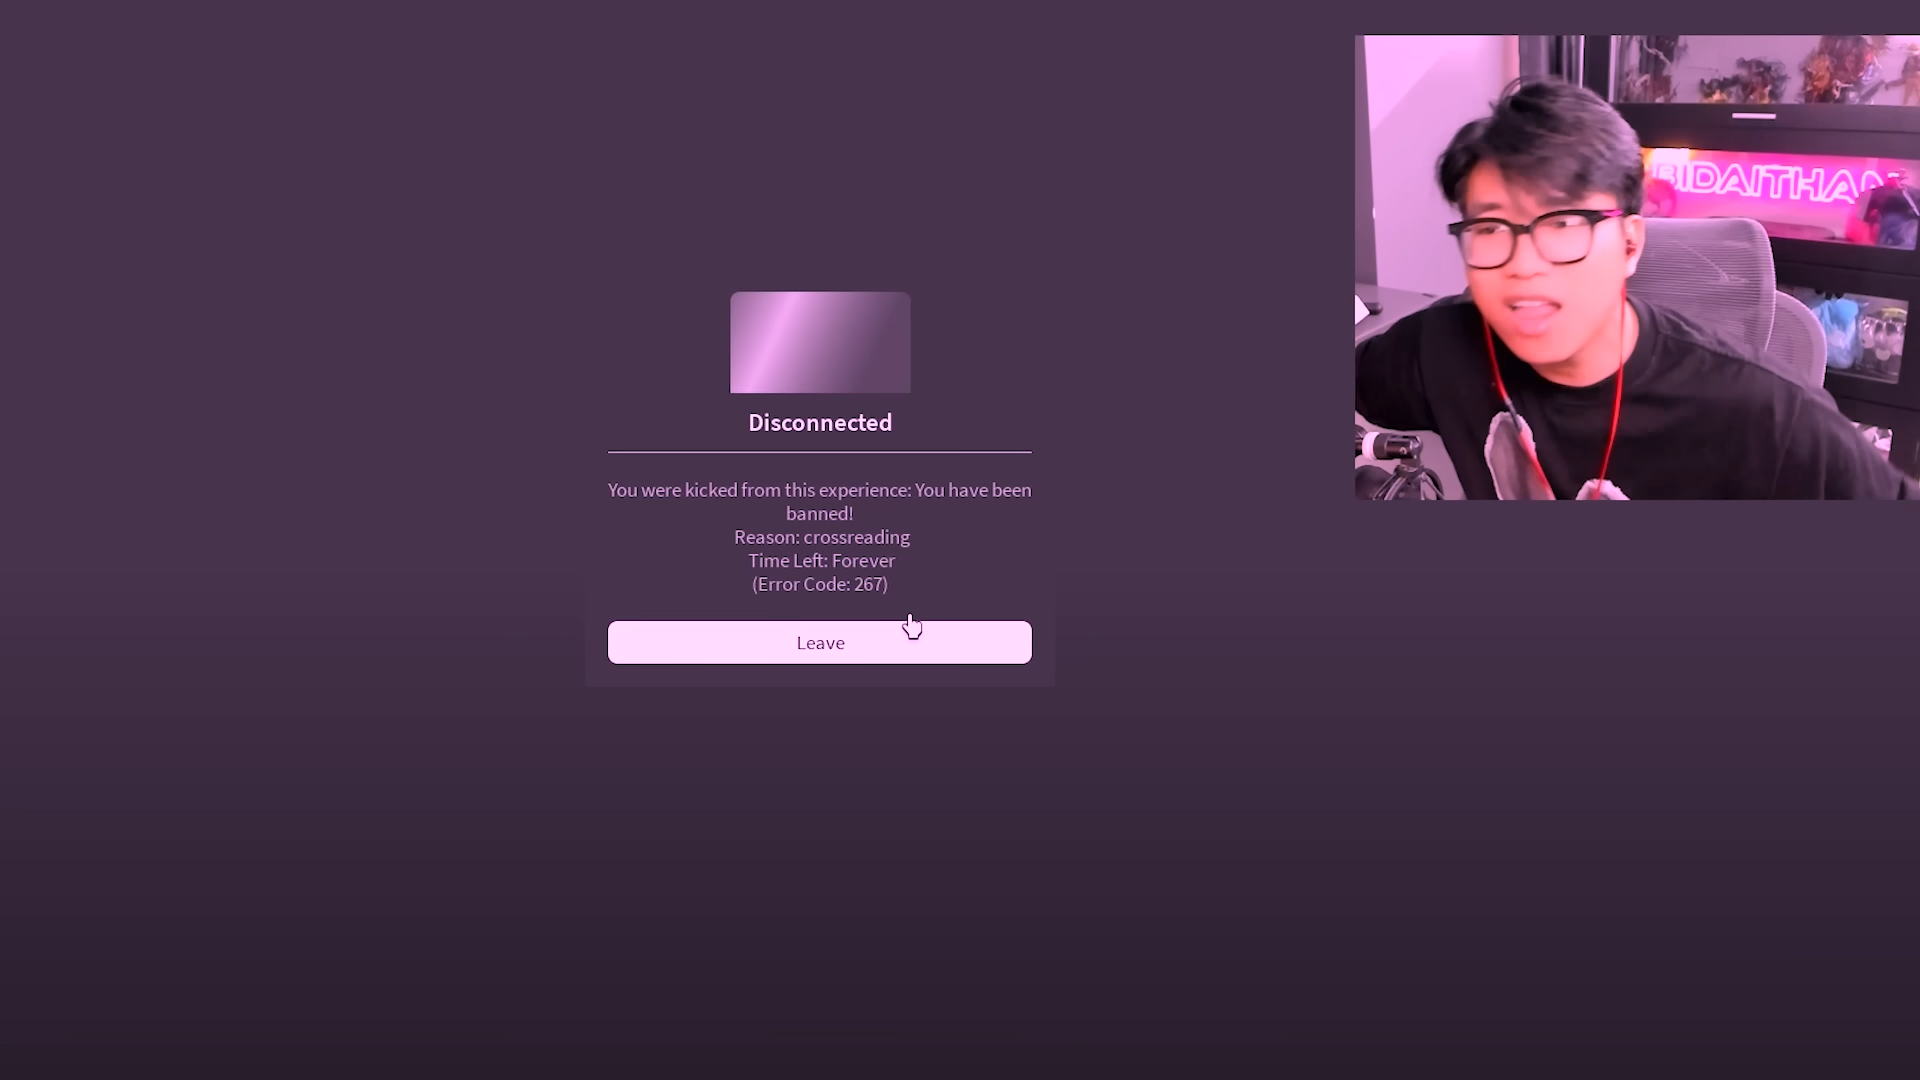 Disconnected
You were kicked from this experience: You have been
banned!
Reason: crossreading
Time Left: Forever
(Error Code: 267)
Leave
BIDAITHAN